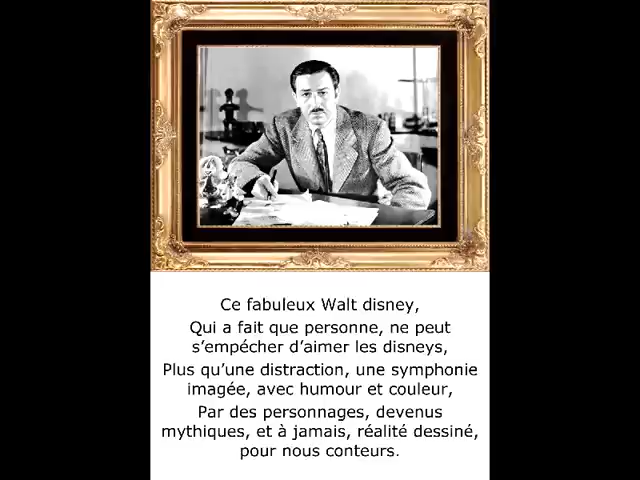 Ce fabuleux Walt disney,
Qui a fait que personne, ne peut
s'empécher d'aimer les disneys,
Plus qu'une distraction, une symphonie
imagée, avec humour et couleur,
Par des personnages, devenus
mythiques, et à jamais, réalité dessiné,
pour nous conteurs.